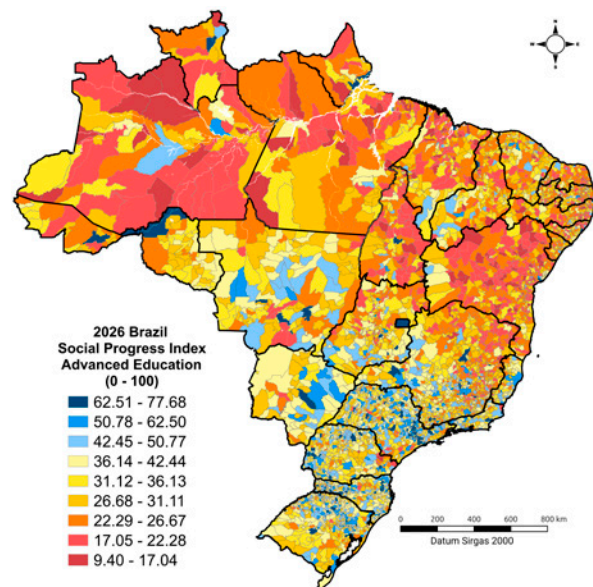 N
W E
S
2026 Brazil
Social Progress Index
Advanced Education
(0 - 100)
62.51 - 77.68
50.78 - 62.50
42.45 - 50.77
36.14 - 42.44
31.12 - 36.13
26.68 - 31.11
22.29 - 26.67
17.05 - 22.28
9.40 - 17.04
0 200 400 600 800 km
Datum Sirgas 2000